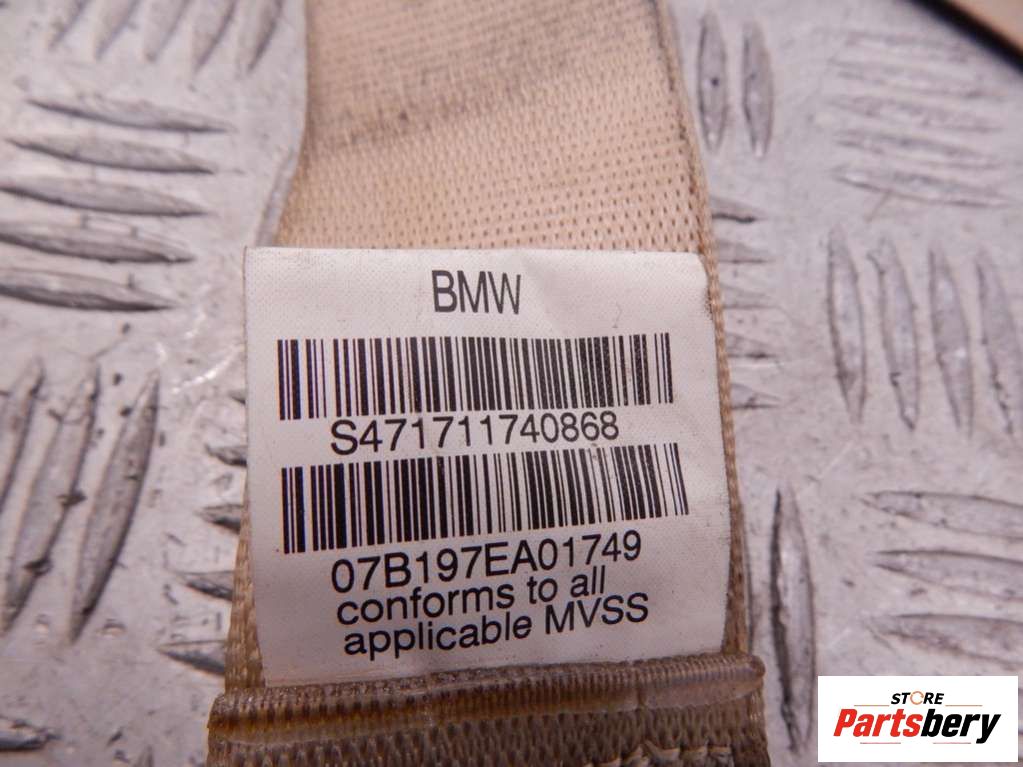 BMW
S471711740868
07B197EA01749
conforms to all
applicable MVSS
STORE
Partsbery